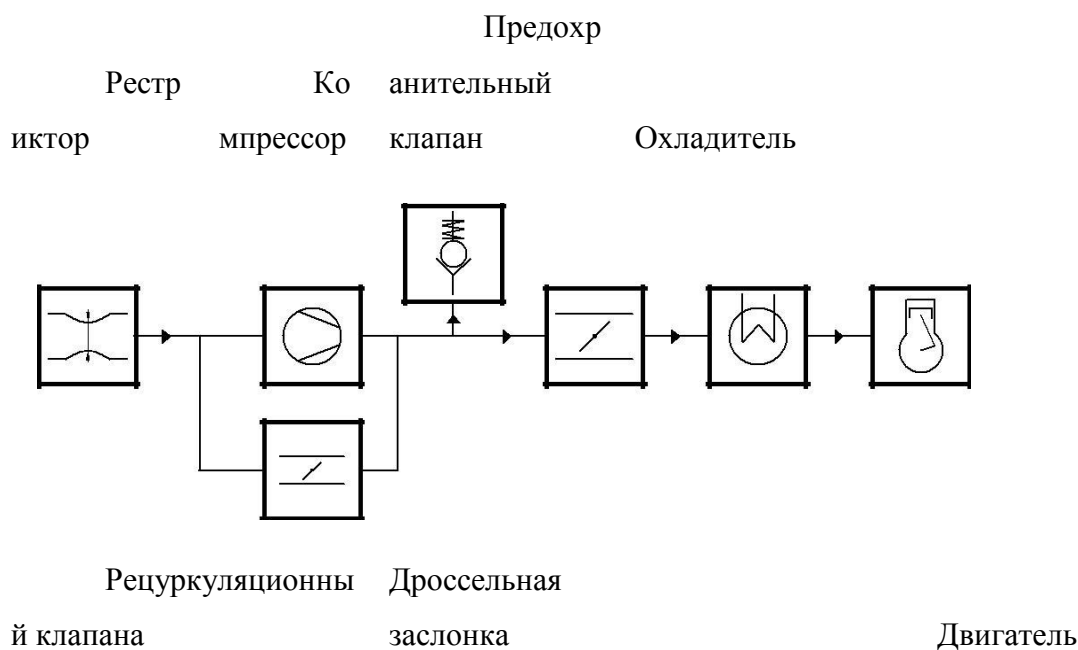 Предохр
Рестр Ко анительный
иктор мпрессор клапан Охладитель
Рецуркуляционны Дроссельная
й клапана заслонка Двигатель